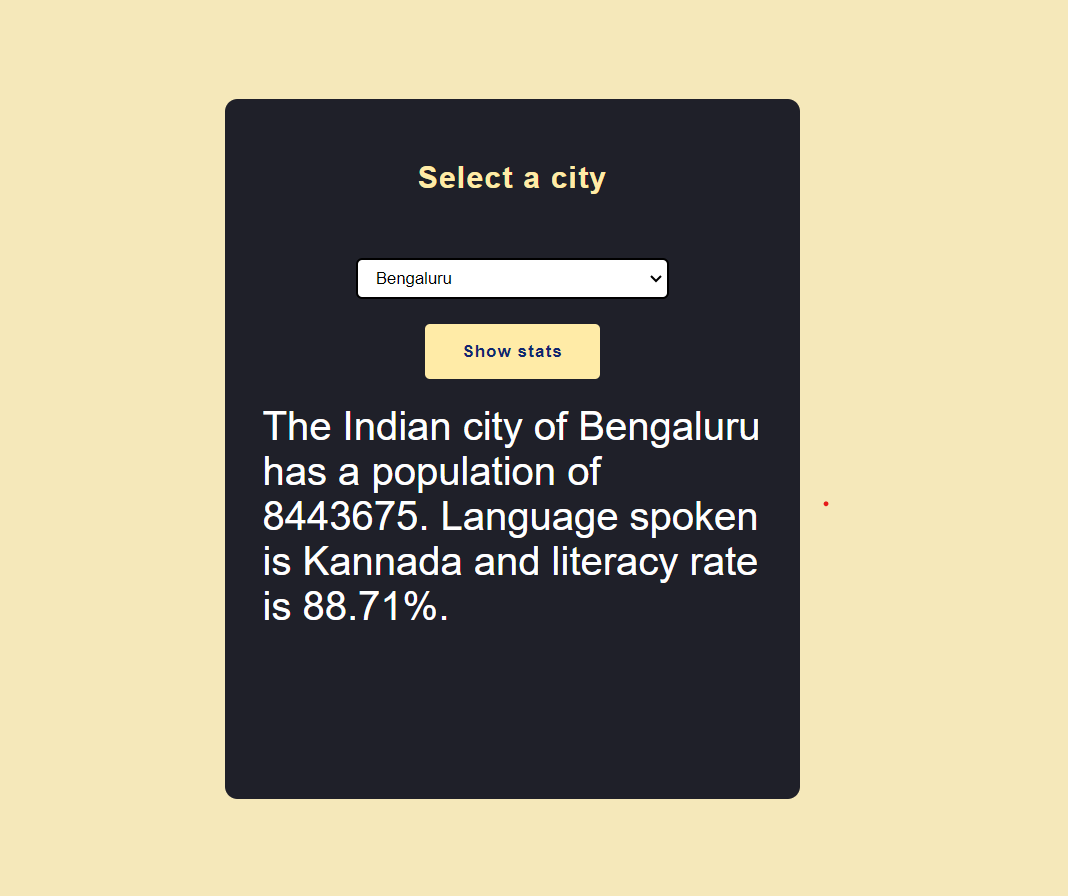 Select a city
Bengaluru
Show stats
The Indian city of Bengaluru
has a population of
8443675. Language spoken
is Kannada and literacy rate
is 88.71%.